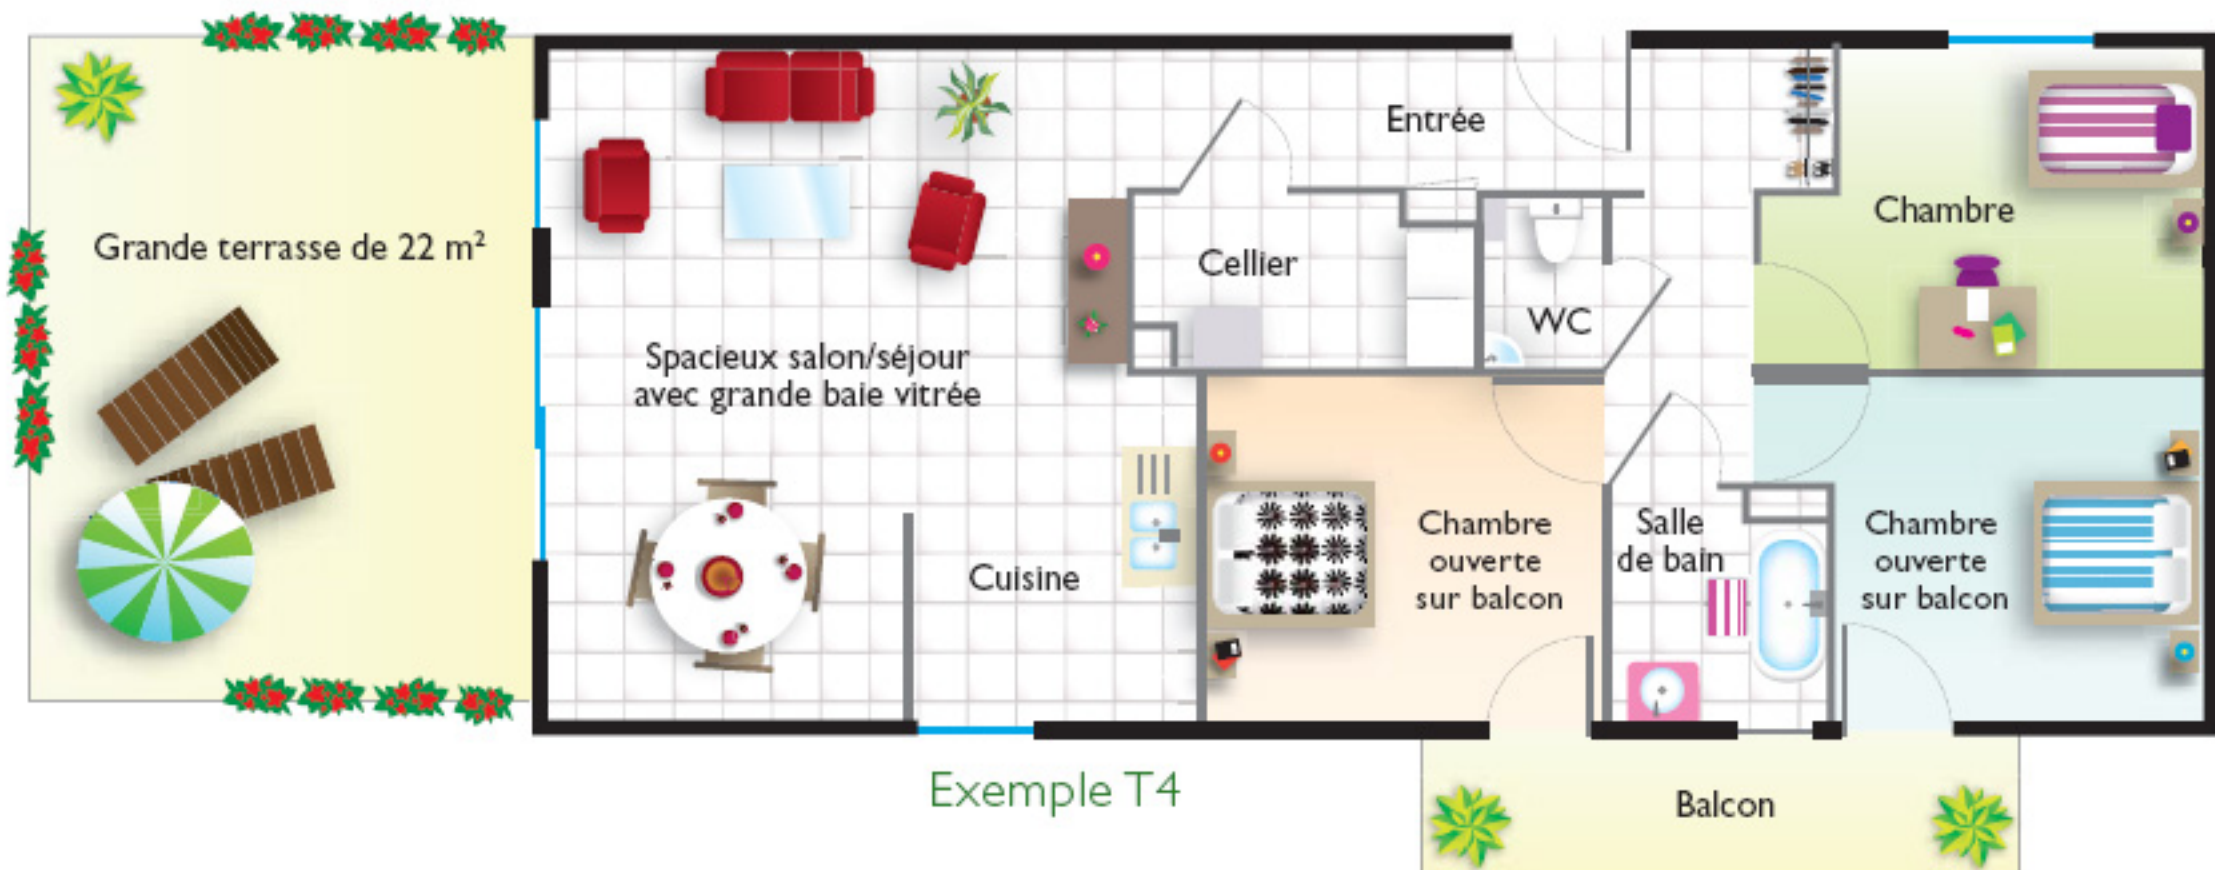 Entrée
Chambre
Grande terrasse de 22 m²
Cellier
WC
Spacieux salon/séjour
avec grande baie vitrée
Cuisine
Chambre
ouverte
sur balcon
Salle
de bain
Chambre
ouverte
sur balcon
Exemple T4
Balcon